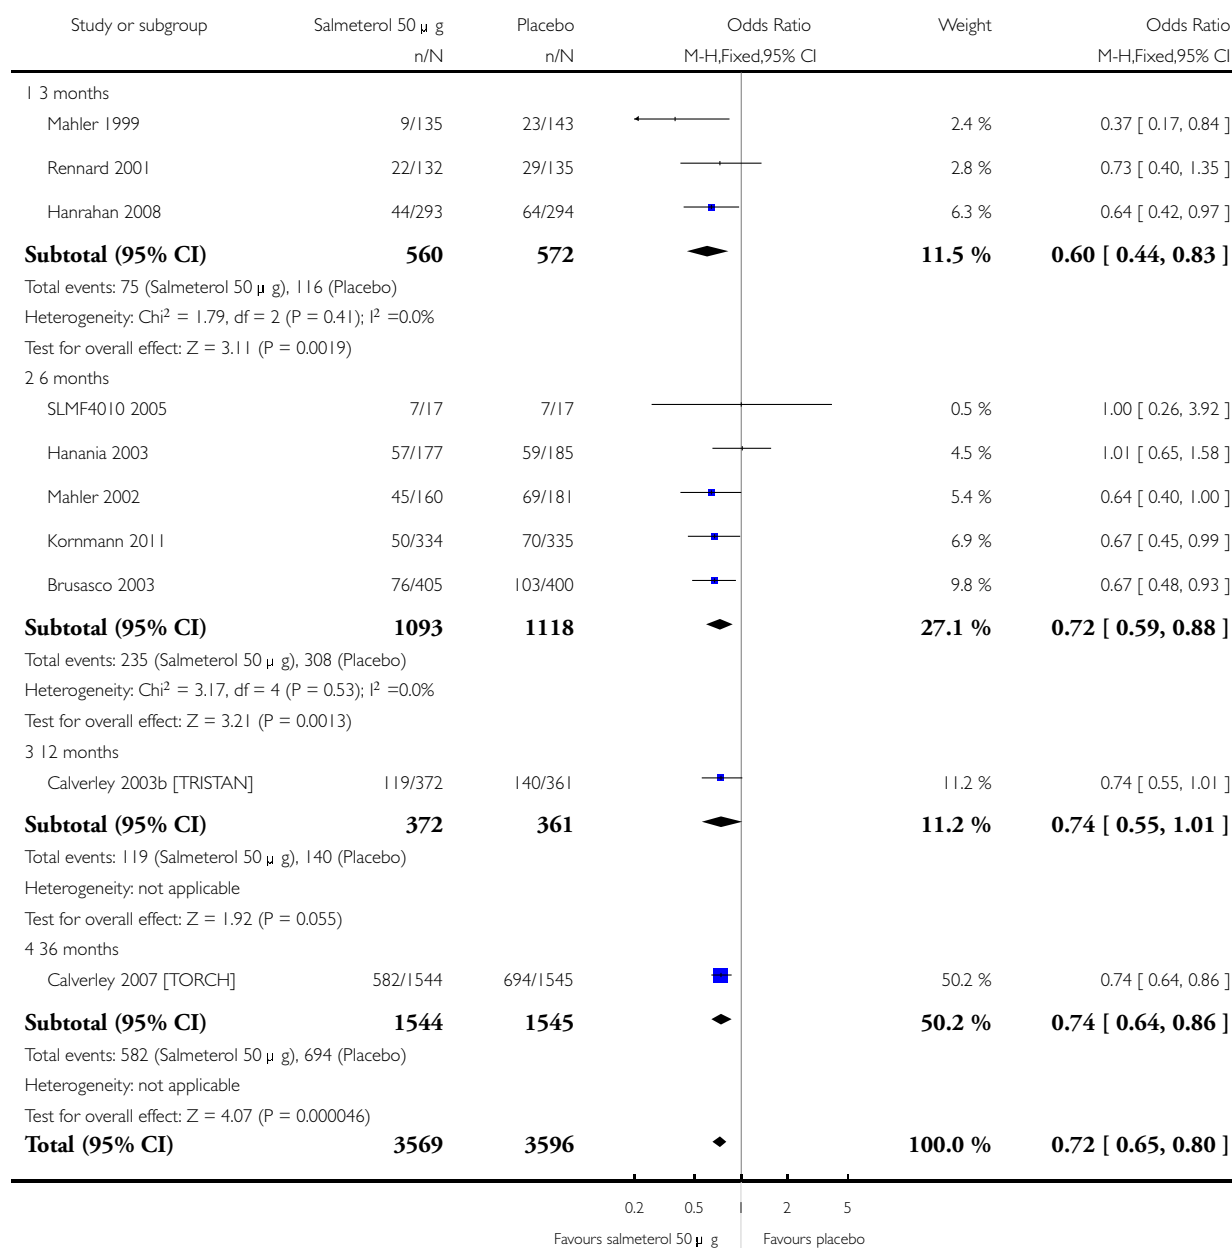 Study or subgroup Salmeterol 50 μ g Placebo Odds Ratio Weight Odds Ratio
n/N n/N M-H,Fixed,95% CI M-H,Fixed,95% CI
1 3 months
Mahler 1999 9/135 23/143 2.4 % 0.37 [ 0.17, 0.84 ]
Rennard 2001 22/132 29/135 2.8 % 0.73 [ 0.40, 1.35 ]
Hanrahan 2008 44/293 64/294 6.3 % 0.64 [ 0.42, 0.97 ]
Subtotal (95% CI) 560 572 11.5 % 0.60 [ 0.44, 0.83 ]
Total events: 75 (Salmeterol 50 μ g), 116 (Placebo)
Heterogeneity: Chi² = 1.79, df = 2 (P = 0.41); I² =0.0%
Test for overall effect: Z = 3.11 (P = 0.0019)
2 6 months
SLMF4010 2005 7/17 7/17 0.5 % 1.00 [ 0.26, 3.92 ]
Hanania 2003 57/177 59/185 4.5 % 1.01 [ 0.65, 1.58 ]
Mahler 2002 45/160 69/181 5.4 % 0.64 [ 0.40, 1.00 ]
Kornmann 2011 50/334 70/335 6.9 % 0.67 [ 0.45, 0.99 ]
Brusasco 2003 76/405 103/400 9.8 % 0.67 [ 0.48, 0.93 ]
Subtotal (95% CI) 1093 1118 27.1 % 0.72 [ 0.59, 0.88 ]
Total events: 235 (Salmeterol 50 μ g), 308 (Placebo)
Heterogeneity: Chi² = 3.17, df = 4 (P = 0.53); I² =0.0%
Test for overall effect: Z = 3.21 (P = 0.0013)
3 12 months
Calverley 2003b [TRISTAN] 119/372 140/361 11.2 % 0.74 [ 0.55, 1.01 ]
Subtotal (95% CI) 372 361 11.2 % 0.74 [ 0.55, 1.01 ]
Total events: 119 (Salmeterol 50 μ g), 140 (Placebo)
Heterogeneity: not applicable
Test for overall effect: Z = 1.92 (P = 0.055)
4 36 months
Calverley 2007 [TORCH] 582/1544 694/1545 50.2 % 0.74 [ 0.64, 0.86 ]
Subtotal (95% CI) 1544 1545 50.2 % 0.74 [ 0.64, 0.86 ]
Total events: 582 (Salmeterol 50 μ g), 694 (Placebo)
Heterogeneity: not applicable
Test for overall effect: Z = 4.07 (P = 0.000046)
Total (95% CI) 3569 3596 100.0 % 0.72 [ 0.65, 0.80 ]
0.2 0.5 1 2 5
Favours salmeterol 50 μ g Favours placebo